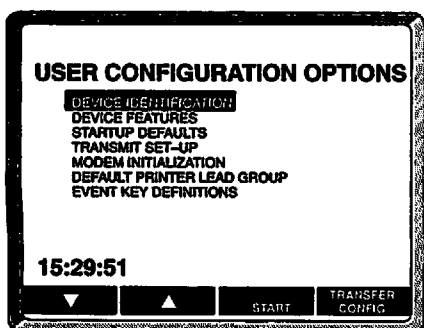 USER CONFIGURATION OPTIONS
DEVICE IDENTIFICATION
DEVICE FEATURES
STARTUP DEFAULTS
TRANSMIT SET-UP
MODEM INITIALIZATION
DEFAULT PRINTER LEAD GROUP
EVENT KEY DEFINITIONS
15:29:51
START
TRANSFER
CONFIG